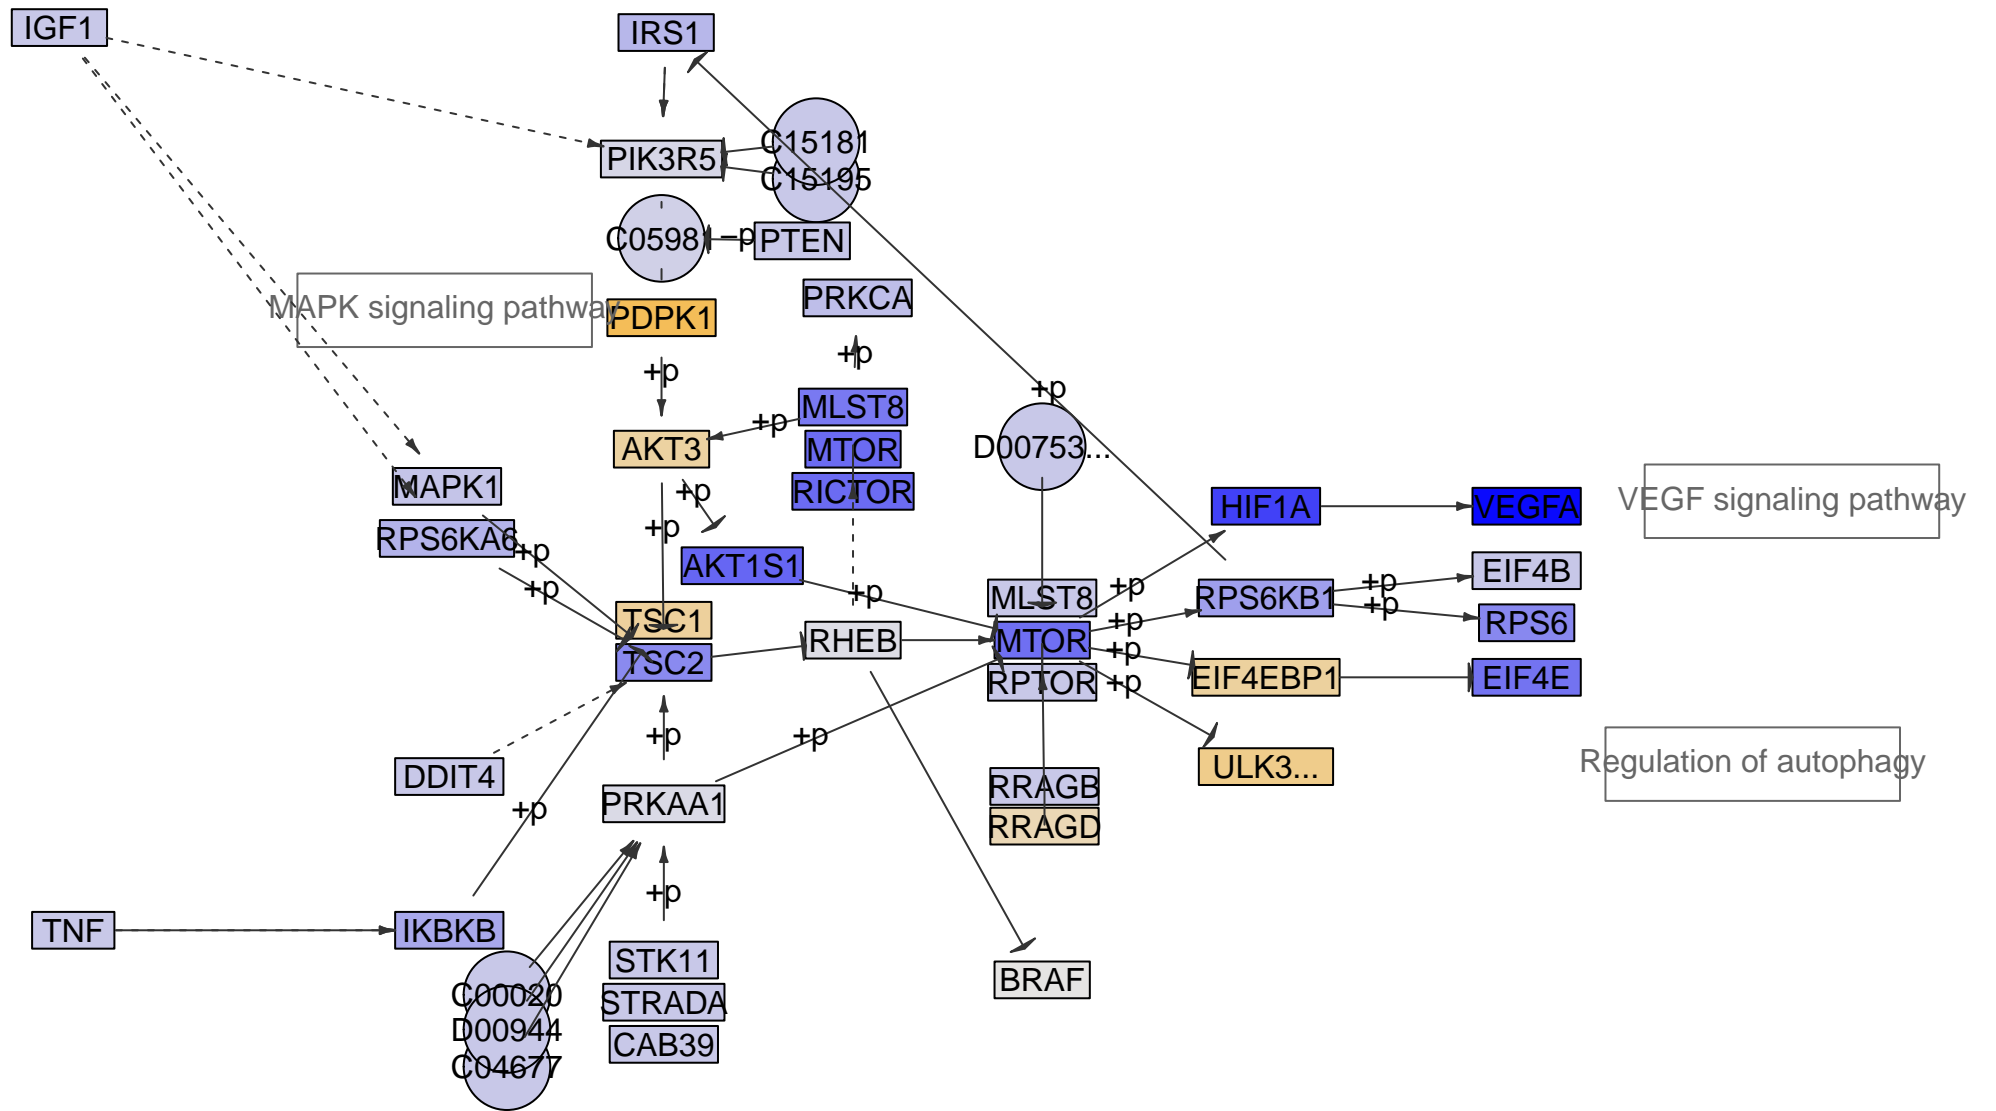 IGF1
IRS1
PIK3R5
C15181
C15195
C05981
–p
PTEN
MAPK signaling pathway
PDPK1
PRKCA
+p
+p
+p
MLST8
+p
AKT3
MTOR
D00753...
MAPK1
RICTOR
+p
HIF1A
VEGFA
VEGF signaling pathway
RPS6KA6
+p
+p
AKT1S1
EIF4B
+p
+p
+p
+p
MLST8
RPS6KB1
+p
TSC1
+p
RPS6
RHEB
MTOR
+p
TSC2
RPTOR
+p
EIF4EBP1
EIF4E
+p
+p
DDIT4
ULK3...
Regulation of autophagy
PRKAA1
RRAGB
+p
RRAGD
+p
TNF
IKBKB
STK11
BRAF
C00020
STRADA
D00944
CAB39
C04677